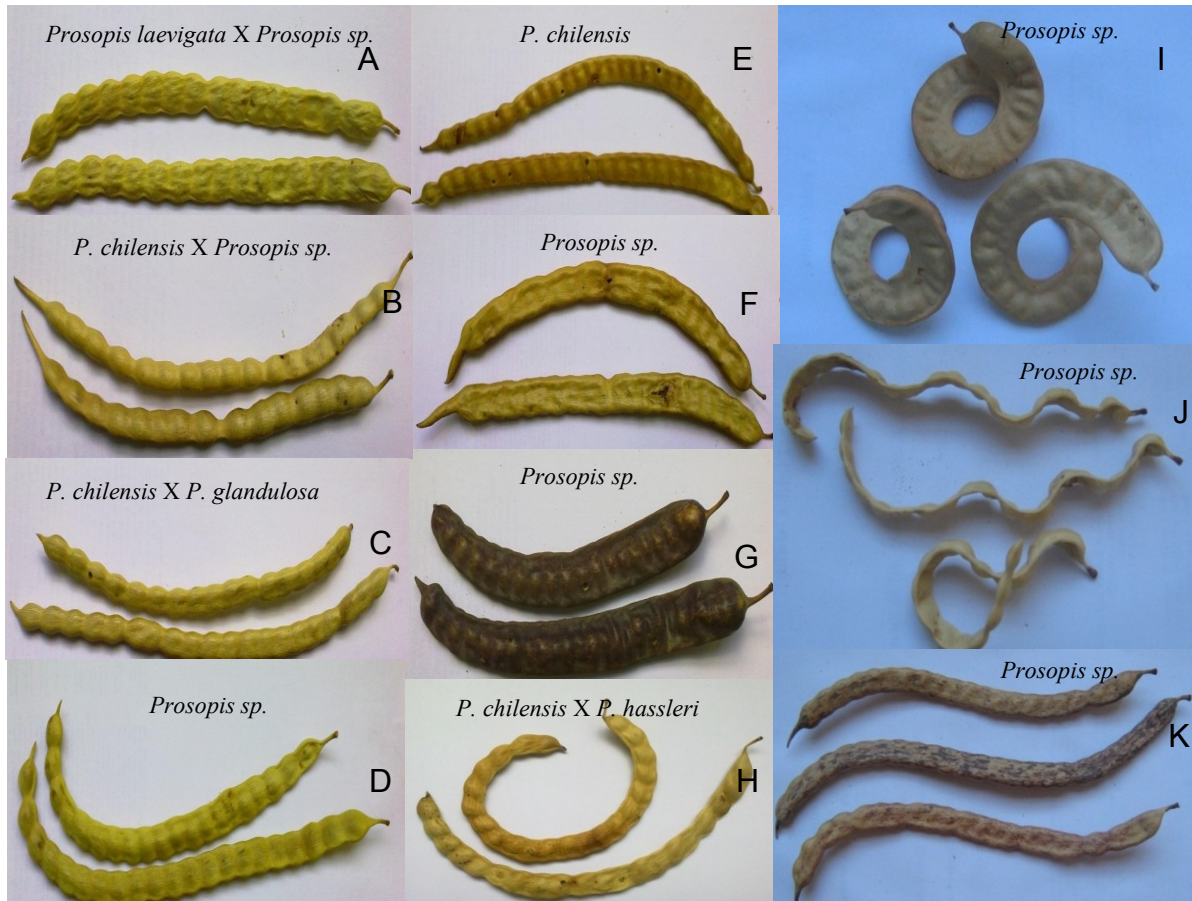 Prosopis laevigata X Prosopis sp.
A
P. chilensis X Prosopis sp.
B
P. chilensis X P. glandulosa
C
Prosopis sp.
D
P. chilensis
E
Prosopis sp.
F
Prosopis sp.
G
P. chilensis X P. hassleri
H
Prosopis sp.
I
Prosopis sp.
J
Prosopis sp.
K